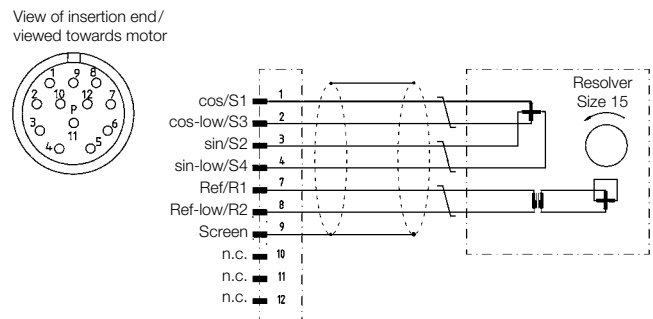 View of insertion end/
viewed towards motor
1 9 8
2 10 12 7
P
3 11 6
4 5
cos/S1 1
cos-low/S3 2
sin/S2 3
sin-low/S4 4
Ref/R1 7
Ref-low/R2 8
Screen 9
n.c. 10
n.c. 11
n.c. 12
Resolver
Size 15